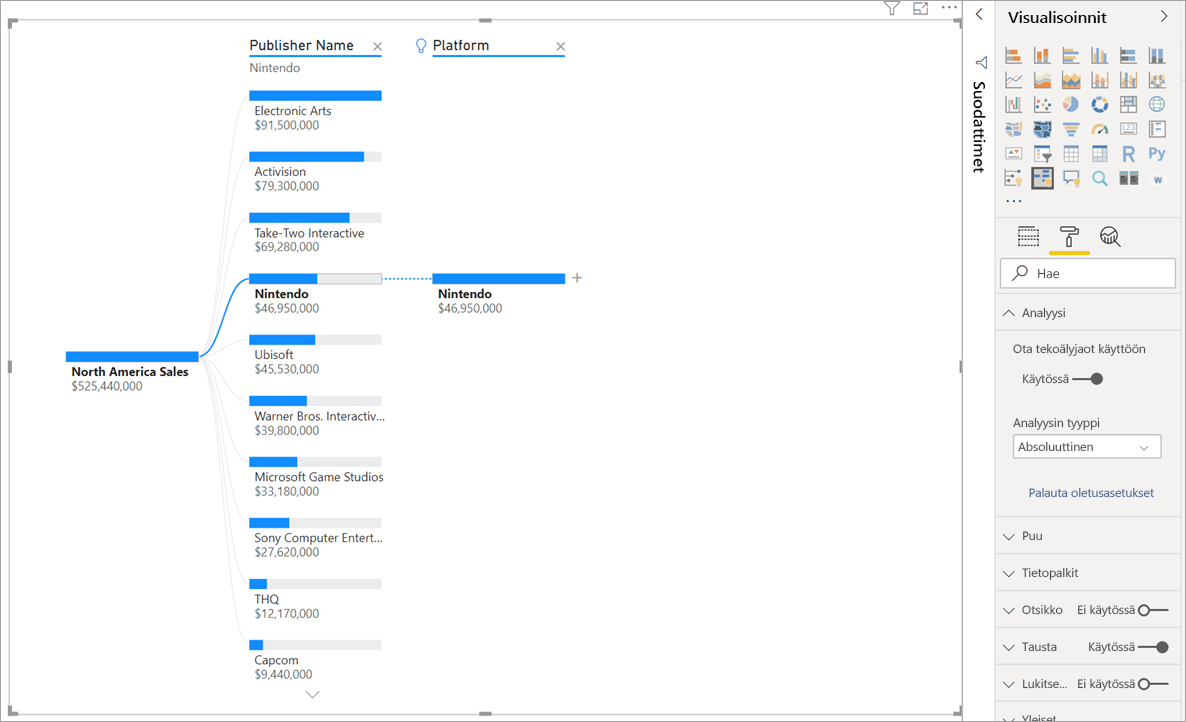 Publisher Name
Platform
Nintendo
Electronic Arts
$91,500,000
Activision
$79,300,000
Take-Two Interactive
$69,280,000
Nintendo
$46,950,000
Nintendo
$46,950,000
Ubisoft
$45,530,000
North America Sales
$525,440,000
Warner Bros. Interactiv...
$39,800,000
Microsoft Game Studios
$33,180,000
Sony Computer Entert...
$27,620,000
THQ
$12,170,000
Capcom
$9,440,000
Suodattimet
Visualisoinnit
123
R
Py
W
...
Hae
Analyysi
Ota tekoälyjaot käyttöön
Käytössä
Analyysin tyyppi
Absoluuttinen
Palauta oletusasetukset
Puu
Tietopalkit
Otsikko Ei käytössä
Tausta Käytössä
Lukitse... Ei käytössä
Yleiset